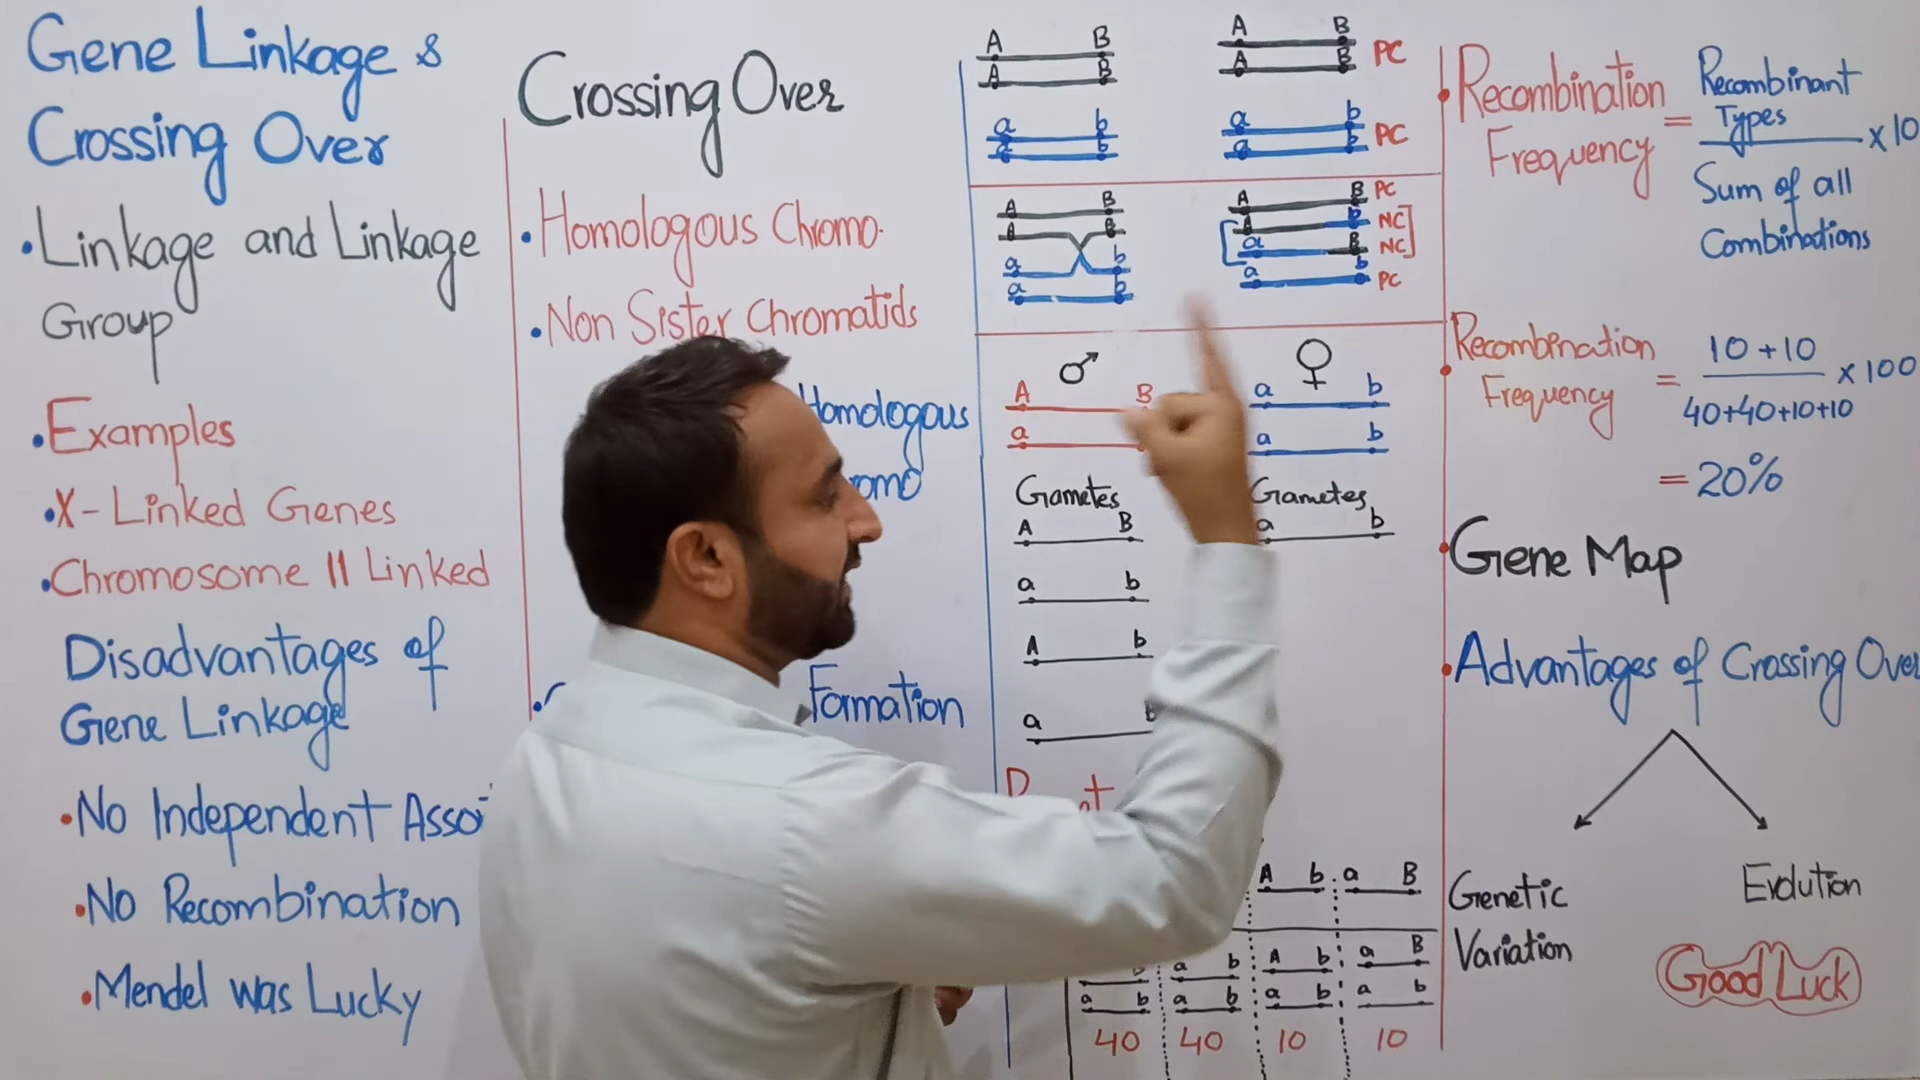 Gene Linkage &
Crossing Over
• Linkage and Linkage
Group
• Examples
• X-Linked Genes
• Chromosome 11 Linked
Disadvantages of
Gene Linkage
• No Independent Asso
• No Recombination
• Mendel was Lucky
Crossing Over
• Homologous Chromo.
• Non Sister Chromatids
Homologous
omo
Formation
A B
A B
a b
a b
A B
A B PC
a b
a b PC
A B
A B
a b
a b
A B PC
A b NC
a B NC
a b PC
♂
A B
a
Gametes
A B
a b
A b
a
♀
a b
a b
Gametes
a b
A b a B
a b A b a B
a b a b a b a b
40 40 10 10
• Recombination
Frequency = Recombinant
Types
x 10
Sum of all
Combinations
• Recombination
Frequency = 10 + 10
x 100
40+40+10+10
= 20%
• Gene Map
• Advantages of Crossing Over
Genetic
Variation
Evolution
Good Luck